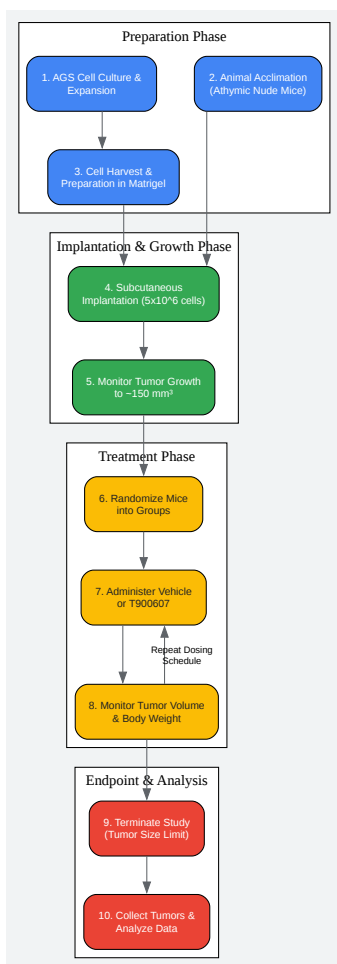 Preparation Phase
1. AGS Cell Culture &
Expansion
2. Animal Acclimation
(Athymic Nude Mice)
3. Cell Harvest &
Preparation in Matrigel
Implantation & Growth Phase
4. Subcutaneous
Implantation (5x10^6 cells)
5. Monitor Tumor Growth
to ~150 mm³
Treatment Phase
6. Randomize Mice
into Groups
7. Administer Vehicle
or T900607
Repeat Dosing
Schedule
8. Monitor Tumor Volume
& Body Weight
Endpoint & Analysis
9. Terminate Study
(Tumor Size Limit)
10. Collect Tumors &
Analyze Data